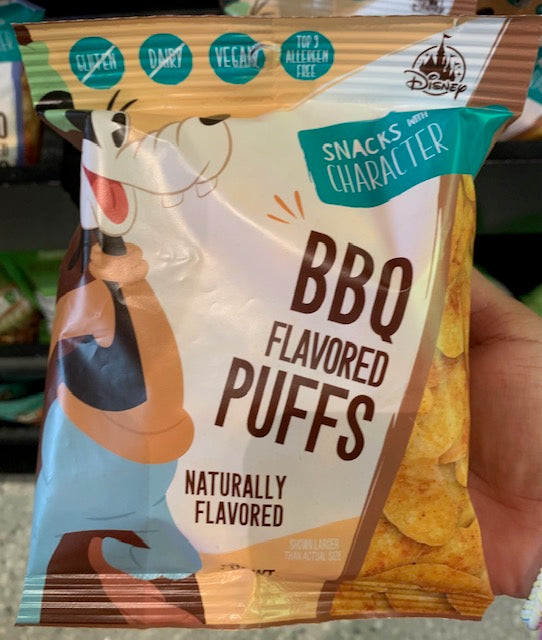 GLUTEN
DAIRY
VEGAN
TOP 9
ALLERGEN
FREE
Disney
SNACKS WITH
CHARACTER
BBQ
FLAVORED
PUFFS
NATURALLY
FLAVORED
SHOWN LARGER
THAN ACTUAL SIZE